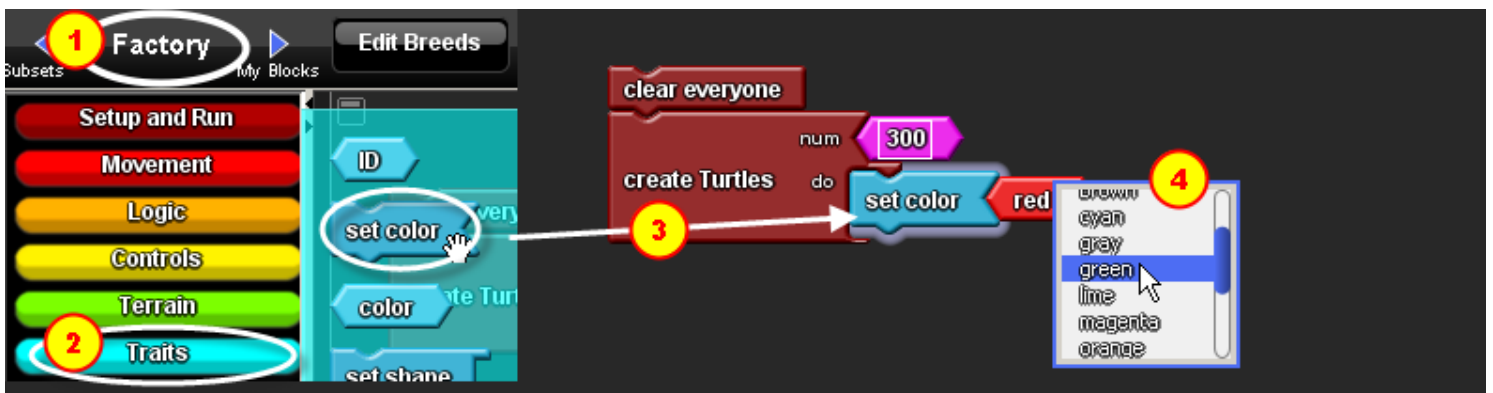 1
Factory
Edit Breeds
Subsets
My Blocks
Setup and Run
Movement
Logic
Controls
Terrain
2
Traits
ID
set color
color
set shape
3
clear everyone
num
300
create Turtles
do
set color
red
4
brown
cyan
gray
green
lime
magenta
orange